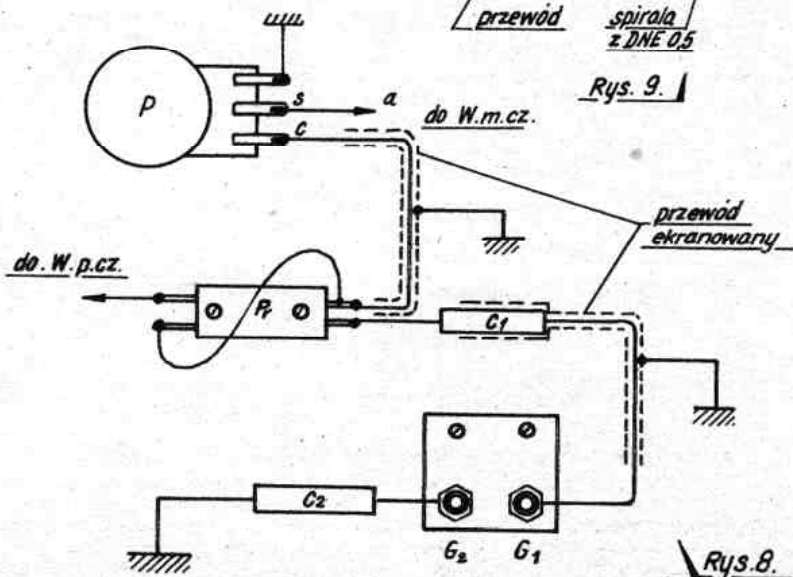 przewód
spirala
z DNE 0,5
Rys. 9.
P
s
a
c
do W.m.cz.
przewód
ekranowany
do. W.p.cz.
Pr
C1
C2
G2
G1
Rys.8.